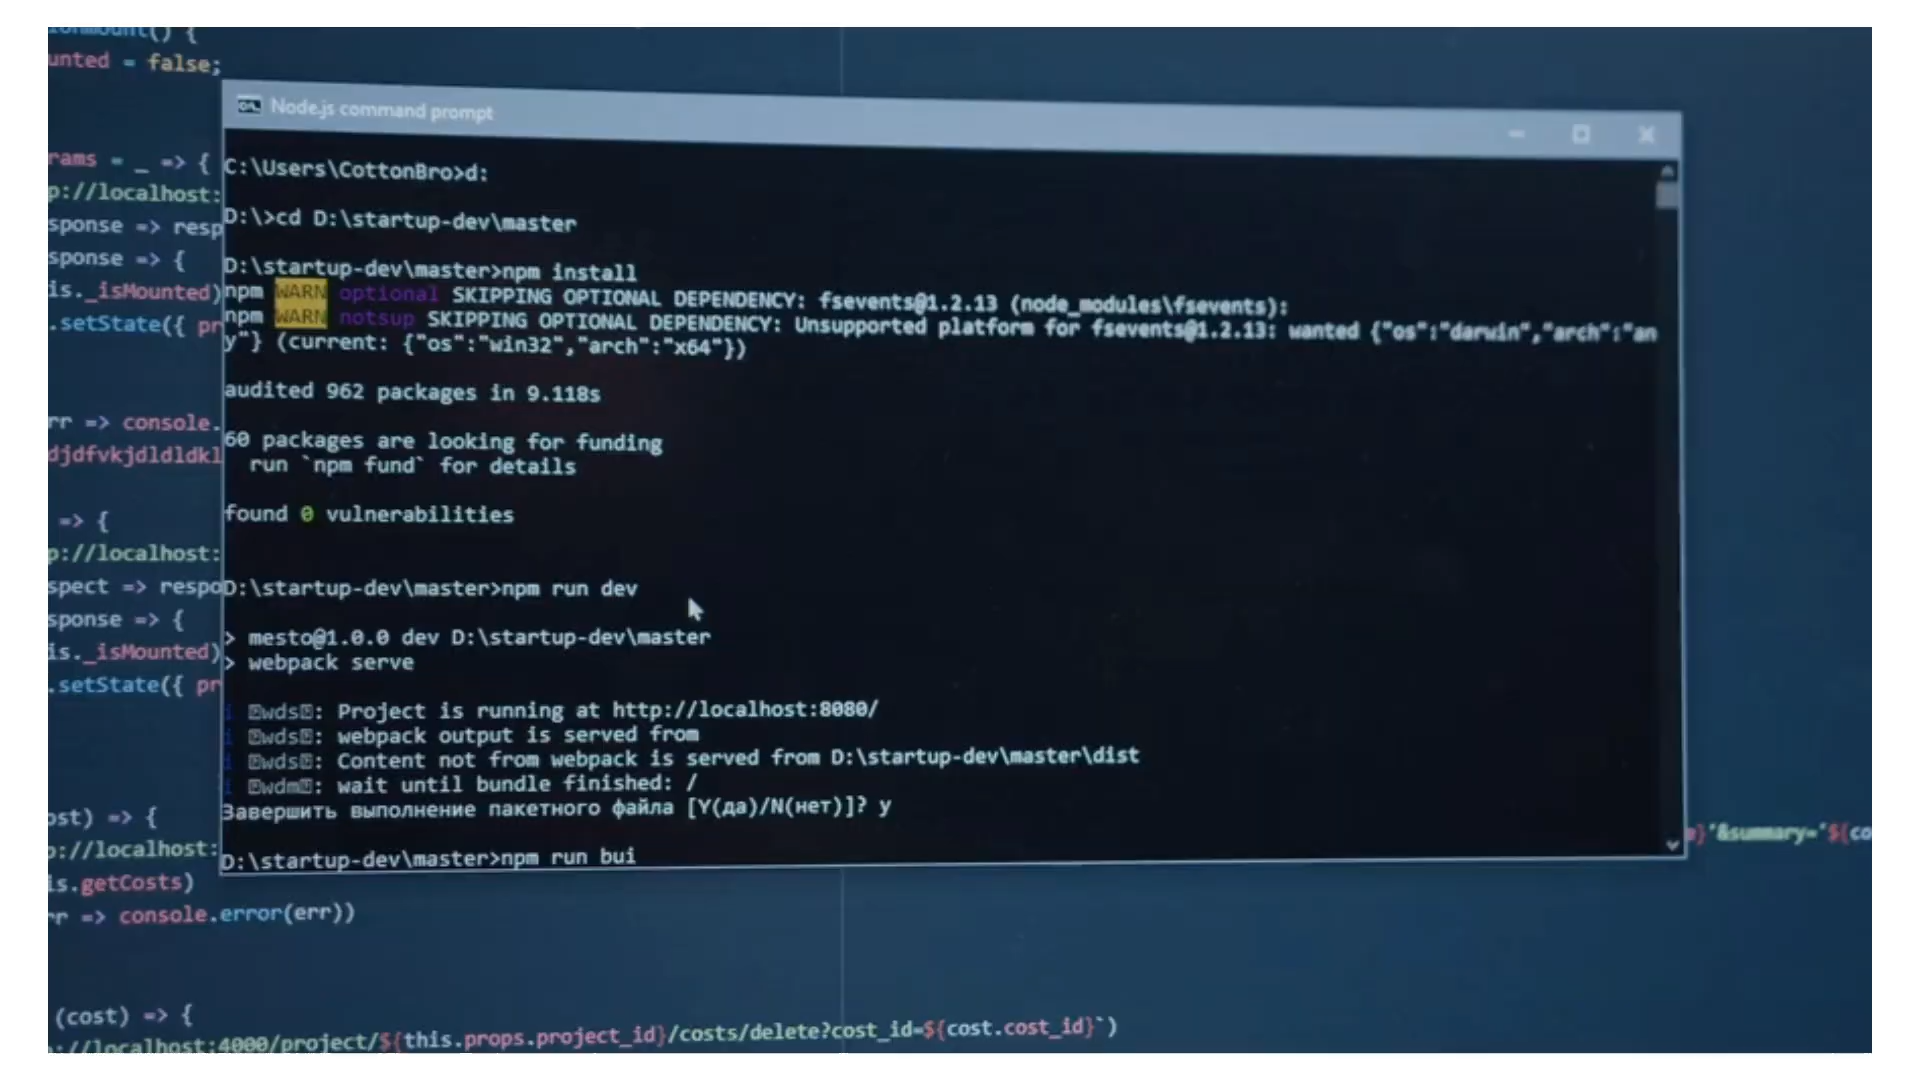 onmount() {
unted = false;
rams = _ => {
p://localhost:
sponse => resp
sponse => {
is._isMounted)
.setState({ pr
rr => console.
djdfvkjdldldkl
=> {
p://localhost:
spect => respo
sponse => {
is._isMounted)
.setState({ pr
ost) => {
p://localhost:
is.getCosts)
rr => console.error(err))
(cost) => {
://localhost:4000/project/${this.props.project_id}/costs/delete?cost_id=${cost.cost_id}`)
Node.js command prompt
C:\Users\CottonBro>d:
D:\>cd D:\startup-dev\master
D:\startup-dev\master>npm install
npm WARN optional SKIPPING OPTIONAL DEPENDENCY: fsevents@1.2.13 (node_modules\fsevents):
npm WARN notsup SKIPPING OPTIONAL DEPENDENCY: Unsupported platform for fsevents@1.2.13: wanted {"os":"darwin","arch":"an
y"} (current: {"os":"win32","arch":"x64"})
audited 962 packages in 9.118s
60 packages are looking for funding
run `npm fund` for details
found 0 vulnerabilities
D:\startup-dev\master>npm run dev
> mesto@1.0.0 dev D:\startup-dev\master
> webpack serve
i wds: Project is running at http://localhost:8080/
i wds: webpack output is served from
i wds: Content not from webpack is served from D:\startup-dev\master\dist
i wdm: wait until bundle finished: /
Завершить выполнение пакетного файла [Y(да)/N(нет)]? y
D:\startup-dev\master>npm run bui
}'&summary='${co